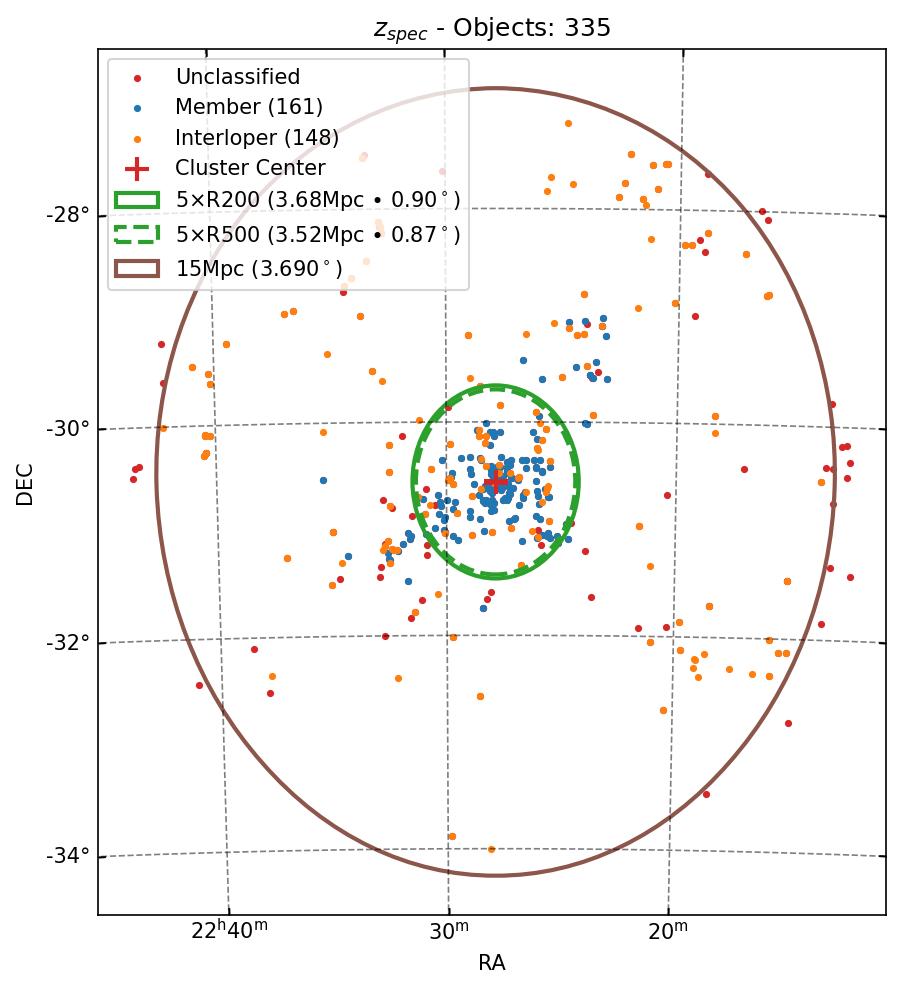 z_spec - Objects: 335
Unclassified
Member (161)
Interloper (148)
Cluster Center
5×R200 (3.68Mpc • 0.90°)
5×R500 (3.52Mpc • 0.87°)
15Mpc (3.690°)
-28°
-30°
DEC
-32°
-34°
22ʰ40ᵐ 30ᵐ 20ᵐ
RA